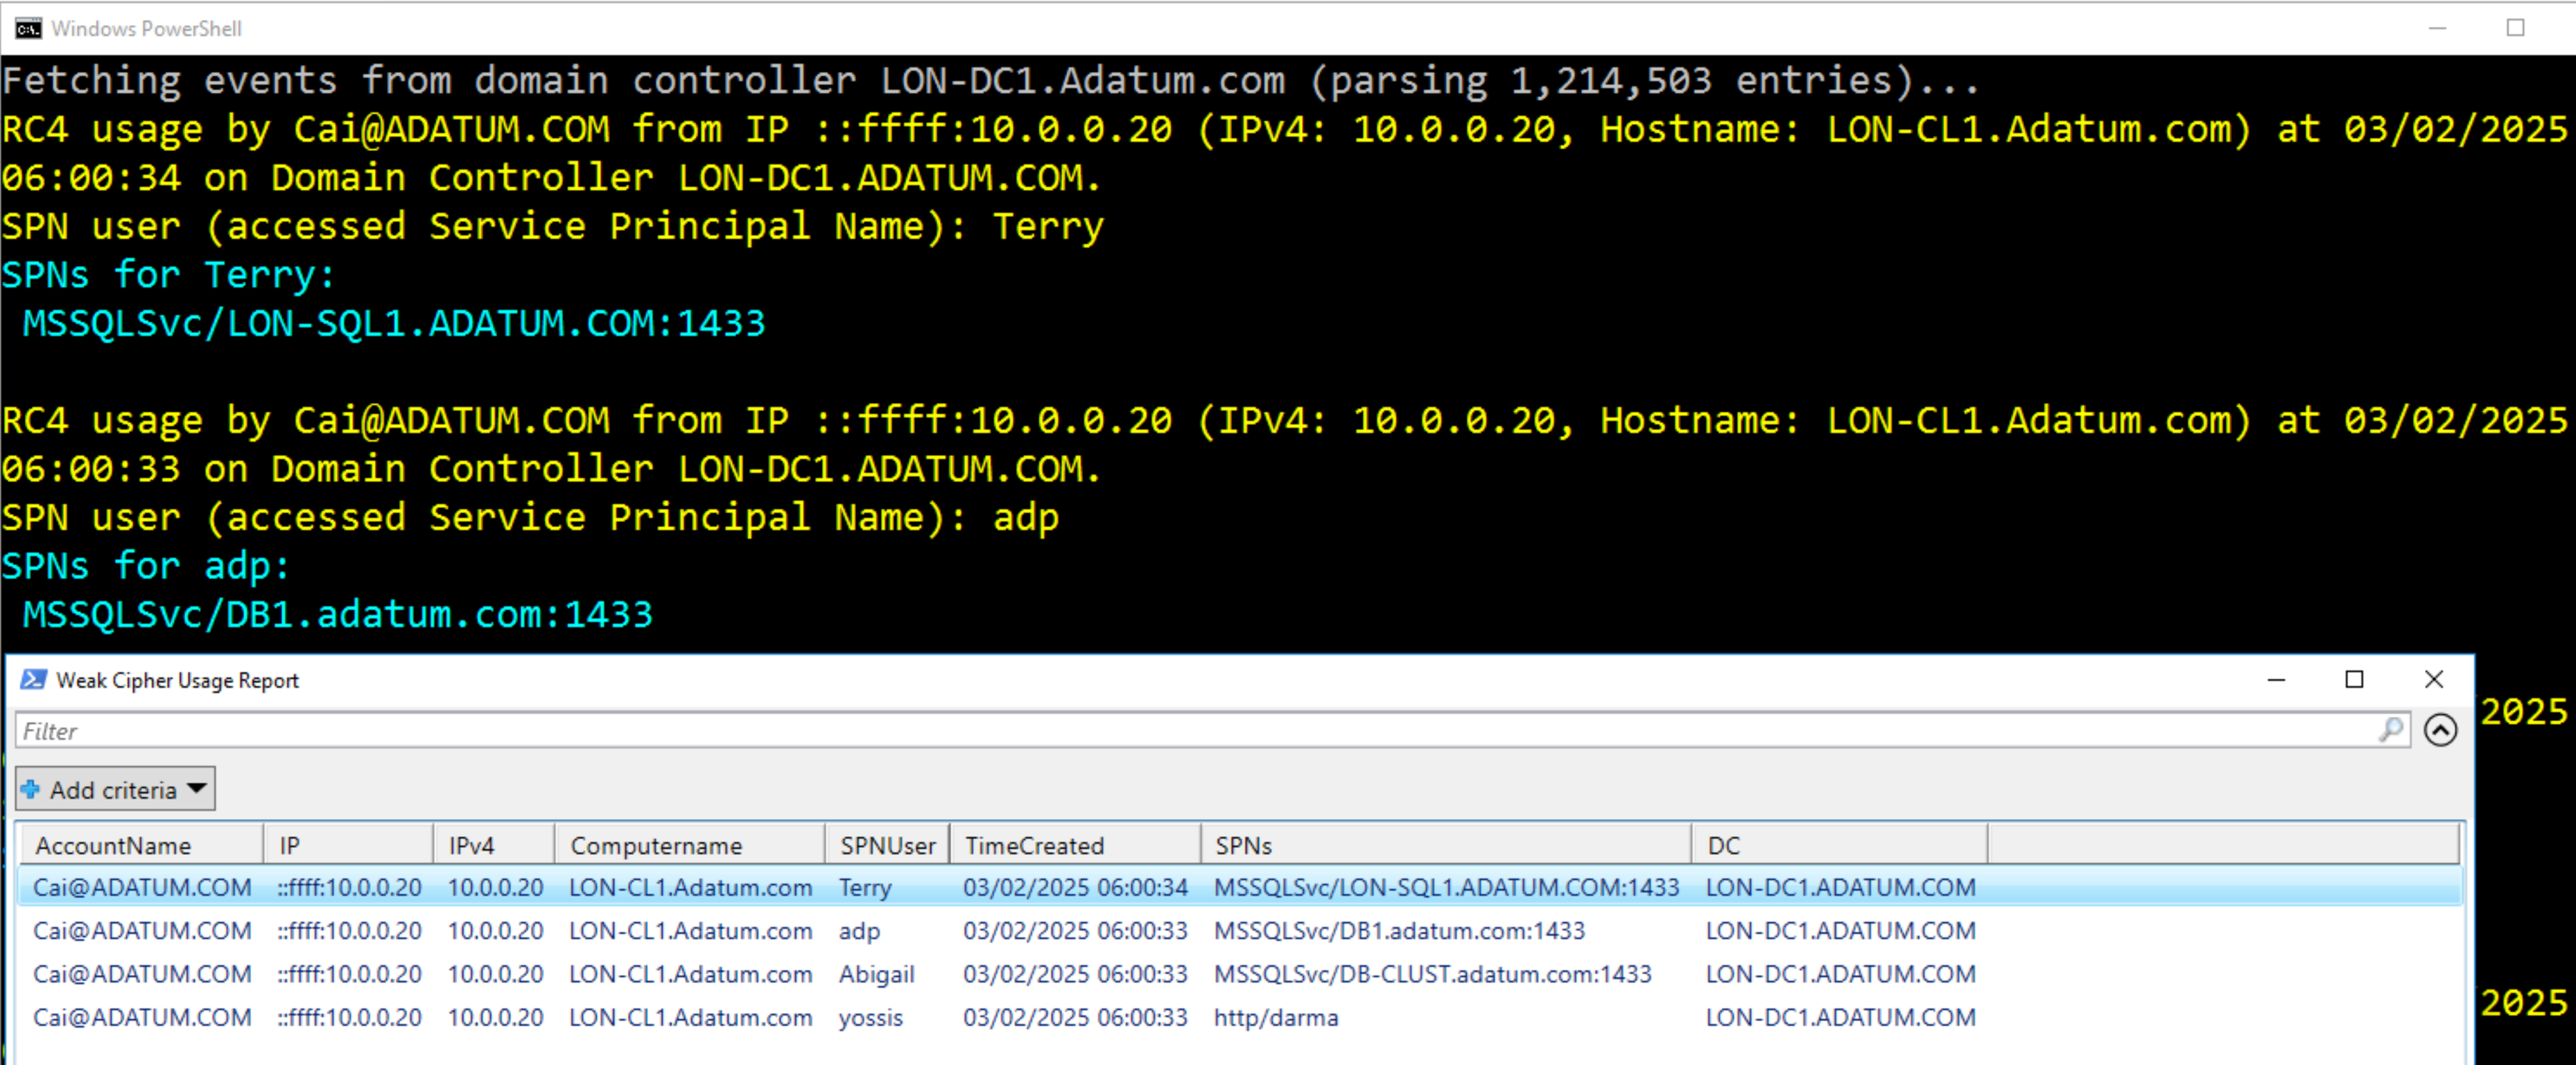 Windows PowerShell
Fetching events from domain controller LON-DC1.Adatum.com (parsing 1,214,503 entries)...
RC4 usage by Cai@ADATUM.COM from IP ::ffff:10.0.0.20 (IPv4: 10.0.0.20, Hostname: LON-CL1.Adatum.com) at 03/02/2025
06:00:34 on Domain Controller LON-DC1.ADATUM.COM.
SPN user (accessed Service Principal Name): Terry
SPNs for Terry:
MSSQLSvc/LON-SQL1.ADATUM.COM:1433
RC4 usage by Cai@ADATUM.COM from IP ::ffff:10.0.0.20 (IPv4: 10.0.0.20, Hostname: LON-CL1.Adatum.com) at 03/02/2025
06:00:33 on Domain Controller LON-DC1.ADATUM.COM.
SPN user (accessed Service Principal Name): adp
SPNs for adp:
MSSQLSvc/DB1.adatum.com:1433
Weak Cipher Usage Report
2025
Filter
Add criteria
AccountName IP IPv4 Computername SPNUser TimeCreated SPNs DC
Cai@ADATUM.COM ::ffff:10.0.0.20 10.0.0.20 LON-CL1.Adatum.com Terry 03/02/2025 06:00:34 MSSQLSvc/LON-SQL1.ADATUM.COM:1433 LON-DC1.ADATUM.COM
Cai@ADATUM.COM ::ffff:10.0.0.20 10.0.0.20 LON-CL1.Adatum.com adp 03/02/2025 06:00:33 MSSQLSvc/DB1.adatum.com:1433 LON-DC1.ADATUM.COM
Cai@ADATUM.COM ::ffff:10.0.0.20 10.0.0.20 LON-CL1.Adatum.com Abigail 03/02/2025 06:00:33 MSSQLSvc/DB-CLUST.adatum.com:1433 LON-DC1.ADATUM.COM
Cai@ADATUM.COM ::ffff:10.0.0.20 10.0.0.20 LON-CL1.Adatum.com yossis 03/02/2025 06:00:33 http/darma LON-DC1.ADATUM.COM
2025